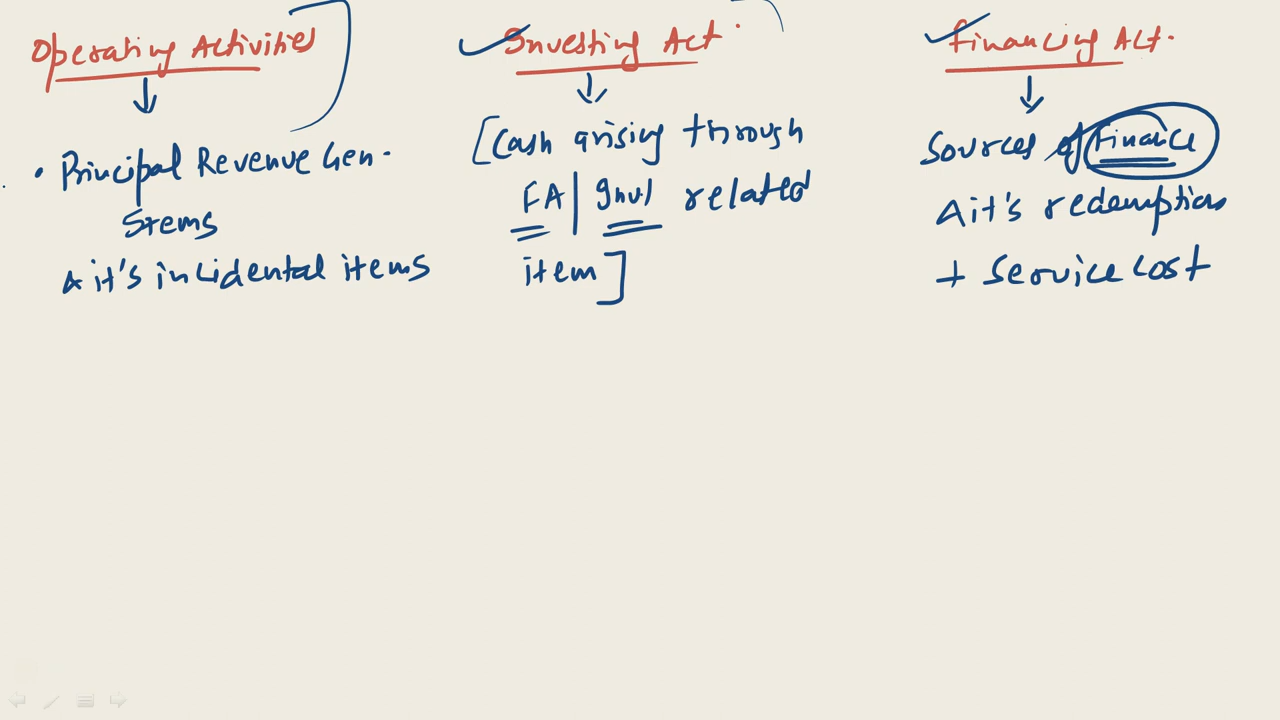 Operating Activities
• Principal Revenue Gen.
Items
& it's incidental items
Investing Act.
[Cash arising through
FA | Invt related
item]
Financing Act.
Sources of Finance
& it's redemption
+ Service Cost